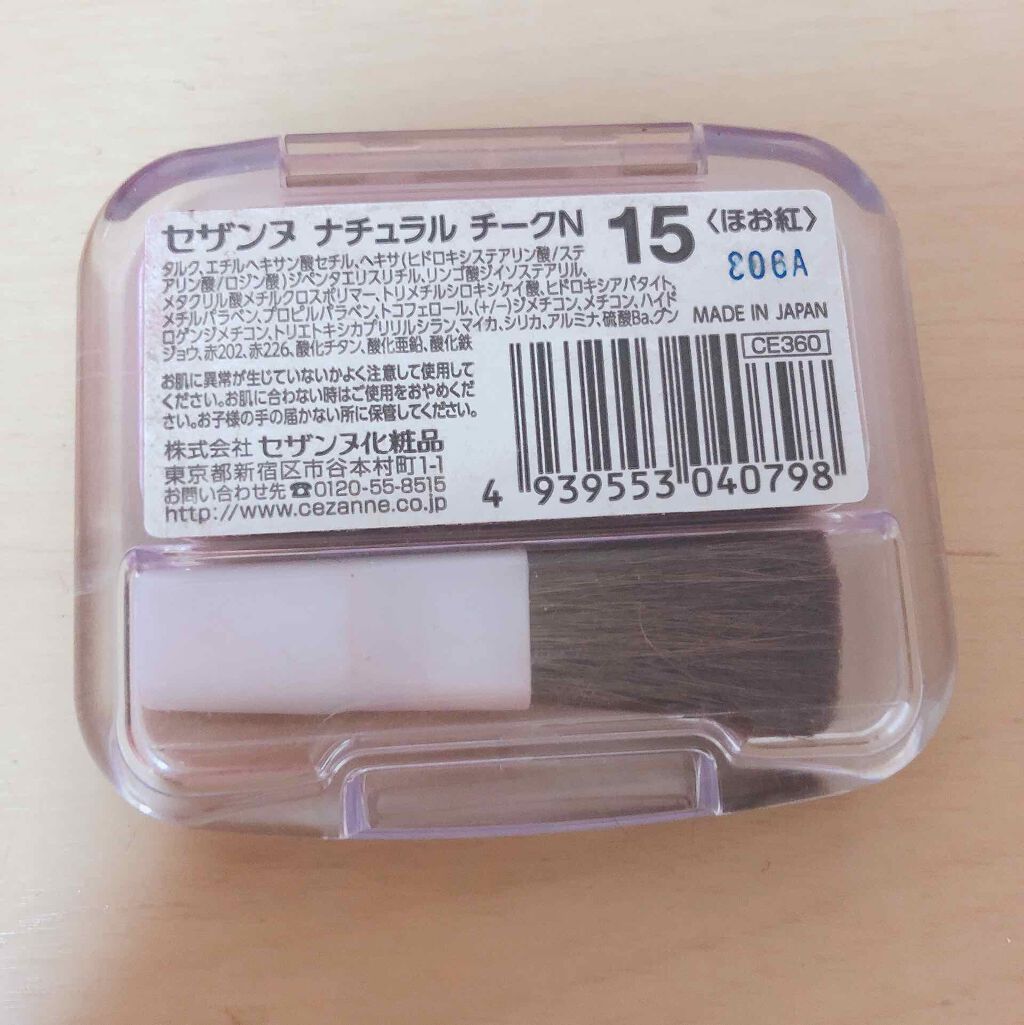 セザンヌ ナチュラル チークN 15 〈ほお紅〉
タルク、エチルヘキサン酸セチル、ヘキサ(ヒドロキシステアリン酸/ステ
アリン酸/ロジン酸)ジペンタエリスリチル、リンゴ酸ジイソステアリル、
メタクリル酸メチルクロスポリマー、トリメチルシロキシケイ酸、ヒドロキシアパタイト、
メチルパラベン、プロピルパラベン、トコフェロール、(+/-)ジメチコン、メチコン、ハイド
ロゲンジメチコン、トリエトキシカプリリルシラン、マイカ、シリカ、アルミナ、硫酸Ba、グン
ジョウ、赤202、赤226、酸化チタン、酸化亜鉛、酸化鉄
お肌に異常が生じていないかよく注意して使用して
ください。お肌に合わない時はご使用をおやめくだ
さい。お子様の手の届かない所に保管してください。
株式会社 セザンヌ化粧品
東京都新宿区市谷本村町1-1
お問い合わせ先☎0120-55-8515
http://www.cezanne.co.jp
MADE IN JAPAN
CE360
4 939553 040798